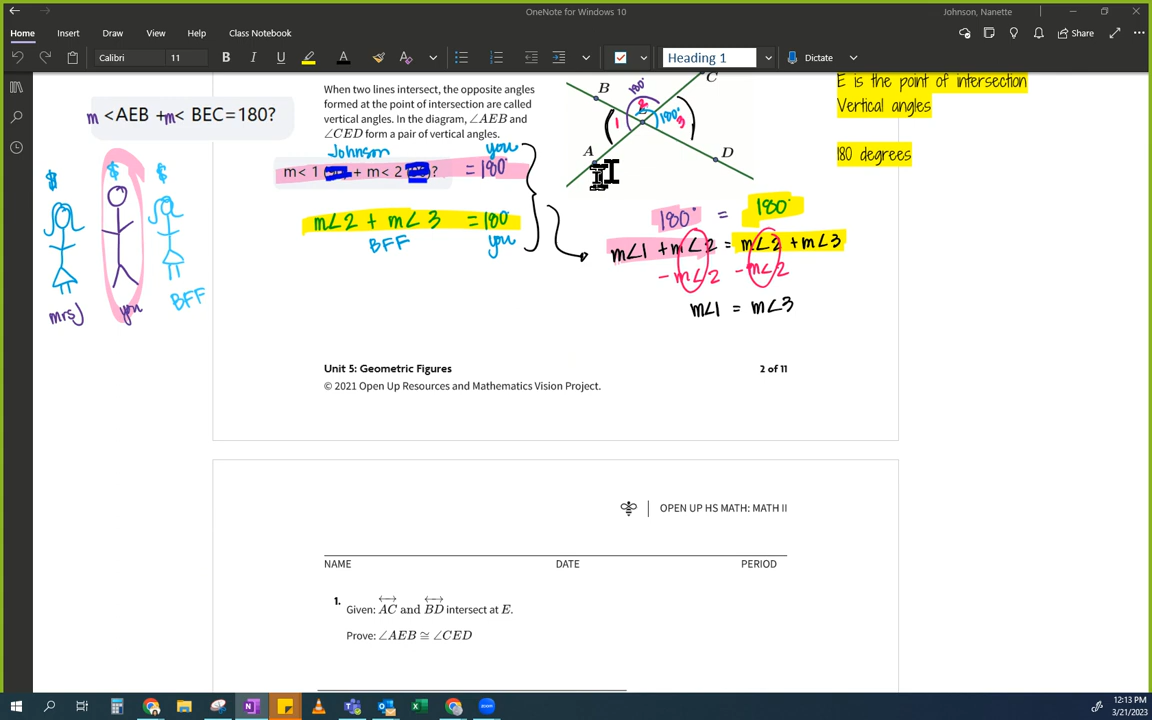 OneNote for Windows 10
Johnson, Nanette
Home Insert Draw View Help Class Notebook
Share
Calibri 11 B I U A Heading 1 Dictate
When two lines intersect, the opposite angles
formed at the point of intersection are called
vertical angles. In the diagram, ∠AEB and
∠CED form a pair of vertical angles.
m <AEB +m< BEC=180?
Johnson you
m< 1 + m< 2 ? =180°
m∠2 + m∠3 =180
BFF you
$ $ $
mrsJ you BFF
B C
180°
1 2 180° 3
A D
E is the point of intersection
Vertical angles
180 degrees
180° = 180°
m∠1 + m∠2 = m∠2 + m∠3
- m∠2 - m∠2
m∠1 = m∠3
Unit 5: Geometric Figures 2 of 11
© 2021 Open Up Resources and Mathematics Vision Project.
OPEN UP HS MATH: MATH II
NAME DATE PERIOD
1. Given: AC and BD intersect at E.
Prove: ∠AEB ≅ ∠CED
12:13 PM
3/21/2023